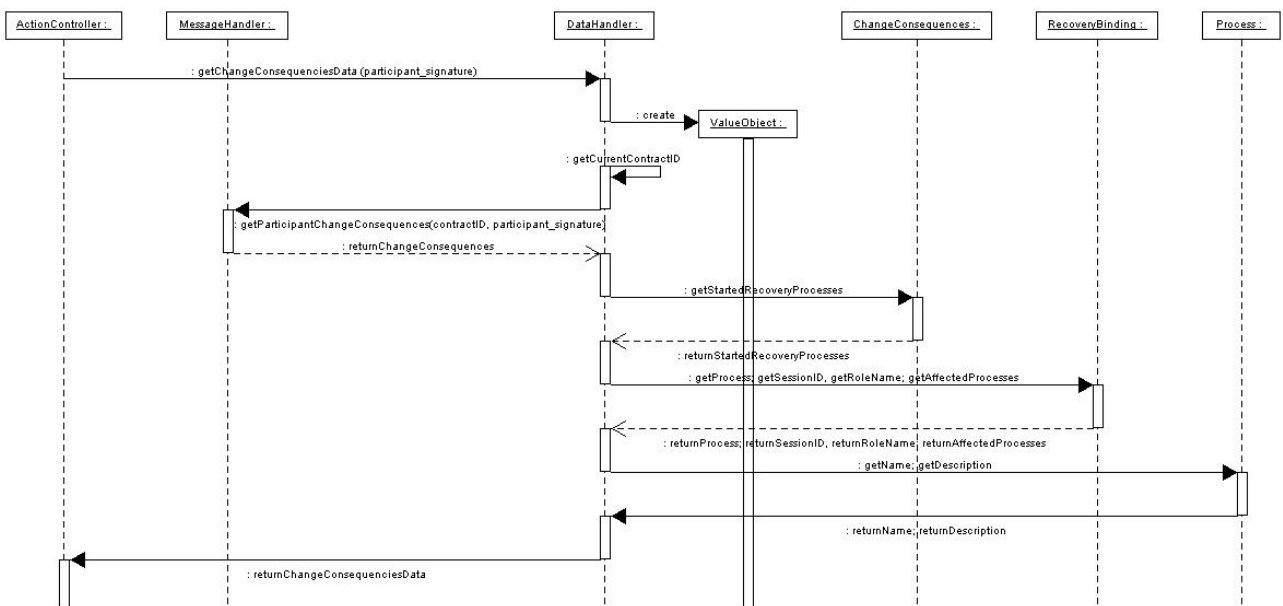 ActionController :
MessageHandler :
DataHandler :
ChangeConsequences :
RecoveryBinding :
Process :
: getChangeConsequenciesData (participant_signature)
: create
ValueObject :
: getCurrentContractID
: getParticipantChangeConsequences(contractID, participant_signature)
: returnChangeConsequences
: getStartedRecoveryProcesses
: returnStartedRecoveryProcesses
: getProcess; getSessionID, getRoleName; getAffectedProcesses
: returnProcess; returnSessionID, returnRoleName; returnAffectedProcesses
: getName; getDescription
: returnName; returnDescription
: returnChangeConsequenciesData